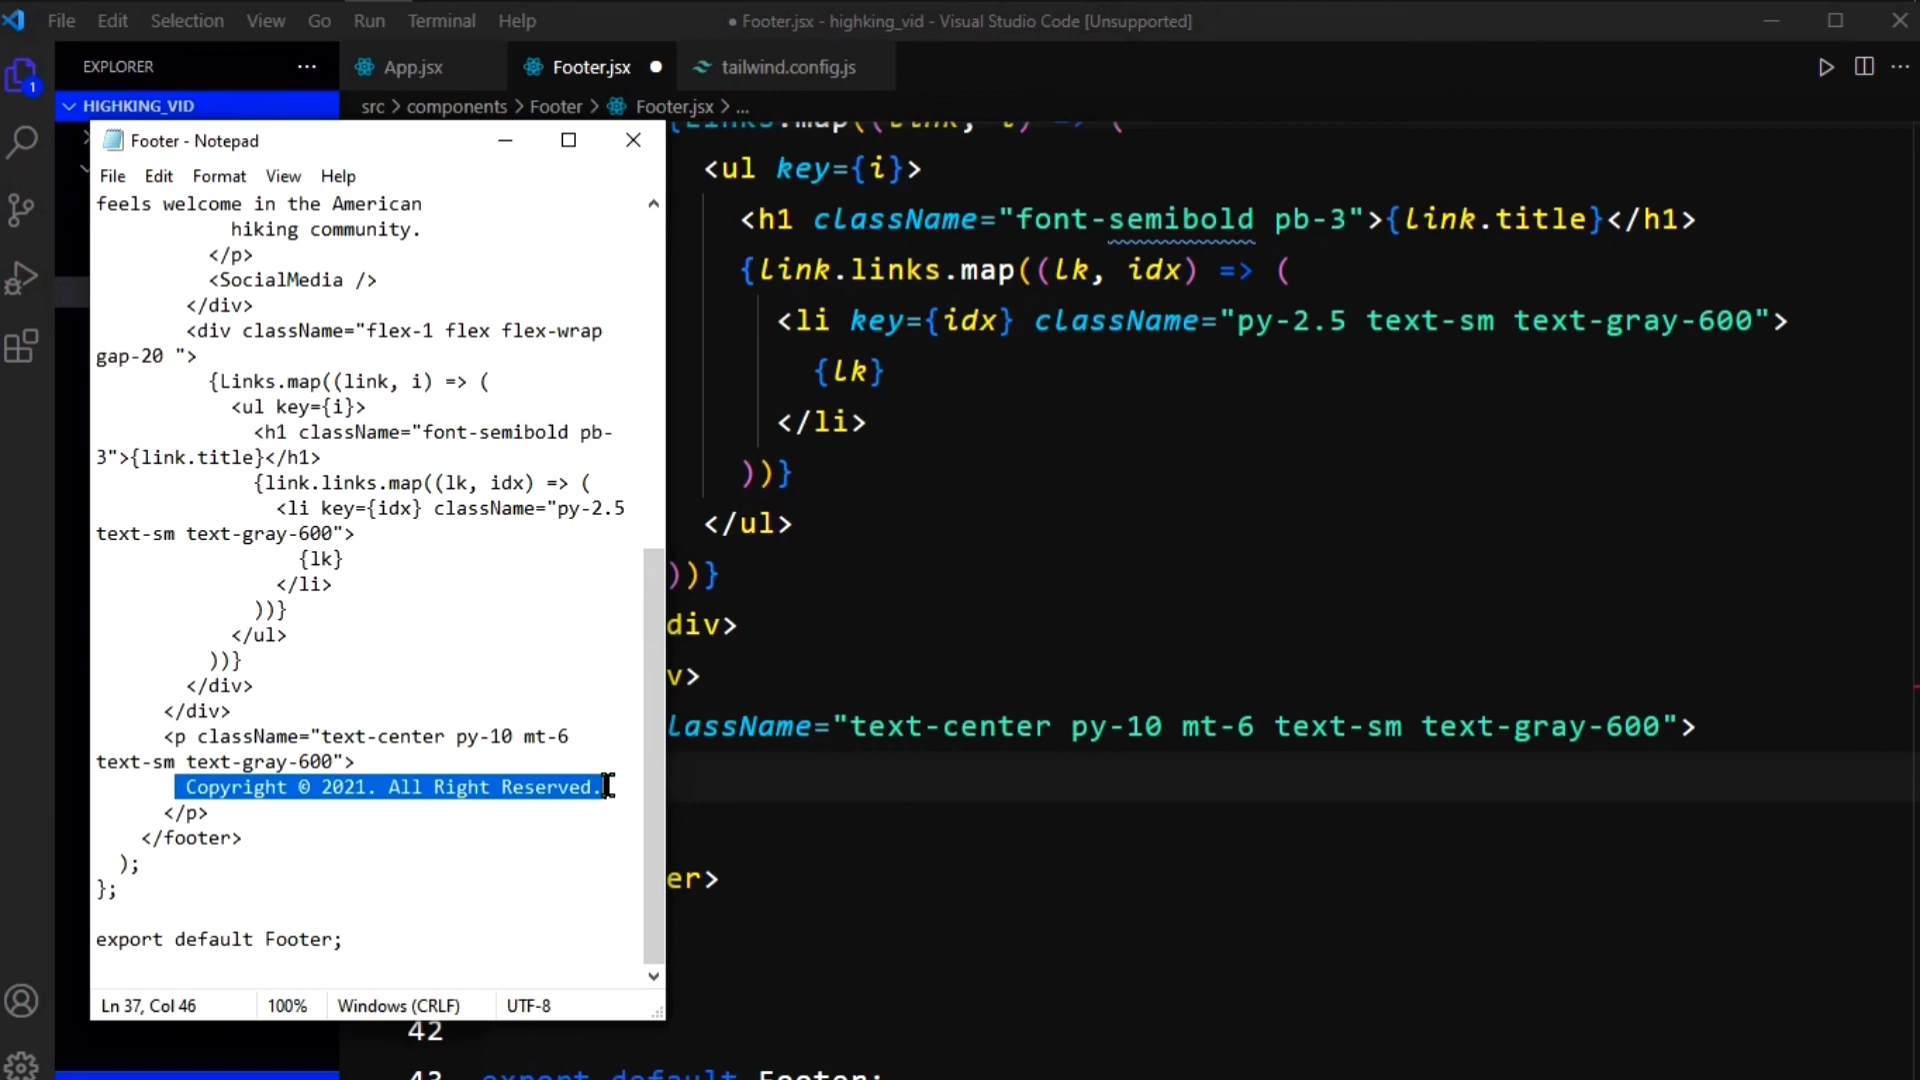 File Edit Selection View Go Run Terminal Help
● Footer.jsx - highking_vid - Visual Studio Code [Unsupported]
EXPLORER
App.jsx
Footer.jsx
tailwind.config.js
1
HIGHKING_VID
src > components > Footer > Footer.jsx > ...
Footer - Notepad
File Edit Format View Help
feels welcome in the American
hiking community.
</p>
<SocialMedia />
</div>
<div className="flex-1 flex flex-wrap
gap-20 ">
{Links.map((link, i) => (
<ul key={i}>
<h1 className="font-semibold pb-
3">{link.title}</h1>
{link.links.map((lk, idx) => (
<li key={idx} className="py-2.5
text-sm text-gray-600">
{lk}
</li>
))}
</ul>
))}
</div>
</div>
<p className="text-center py-10 mt-6
text-sm text-gray-600">
Copyright © 2021. All Right Reserved.
</p>
</footer>
);
};
export default Footer;
Ln 37, Col 46
100%
Windows (CRLF)
UTF-8
{Links.map((link, i) => (
<ul key={i}>
<h1 className="font-semibold pb-3">{link.title}</h1>
{link.links.map((lk, idx) => (
<li key={idx} className="py-2.5 text-sm text-gray-600">
{lk}
</li>
))}
</ul>
))}
div>
v>
lassName="text-center py-10 mt-6 text-sm text-gray-600">
er>
42
43 export default Footer;